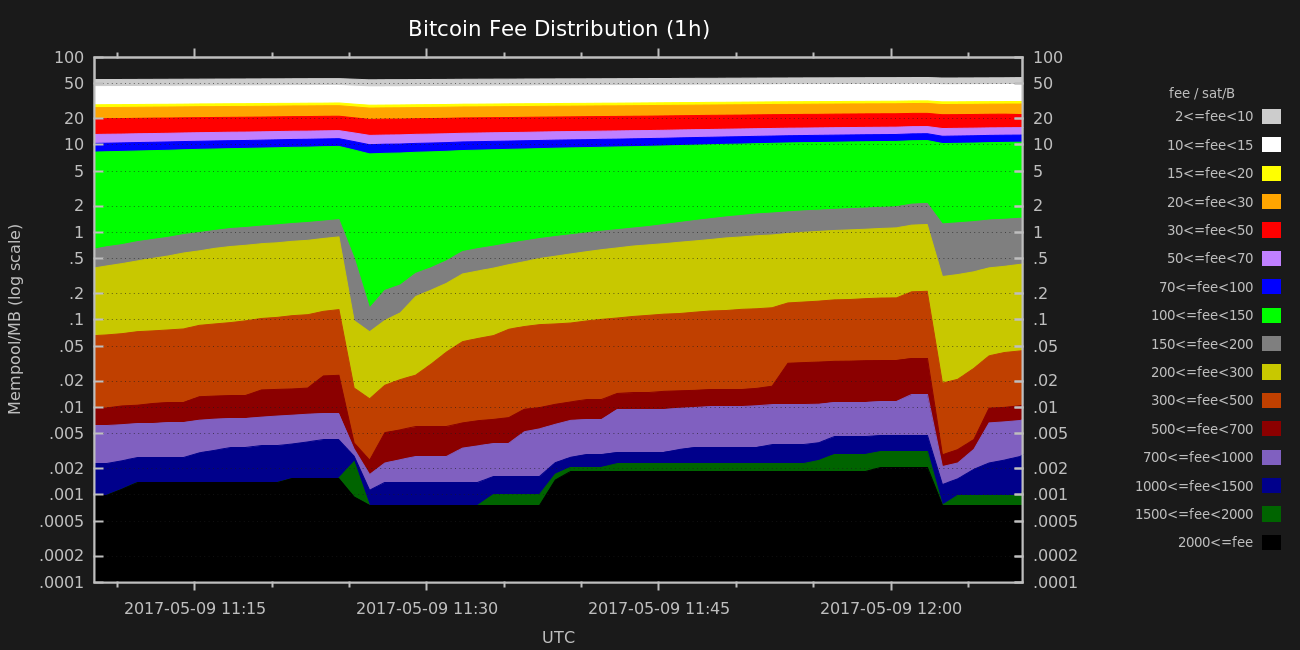 Bitcoin Fee Distribution (1h)
Mempool/MB (log scale)
100
50
20
10
5
2
1
.5
.2
.1
.05
.02
.01
.005
.002
.001
.0005
.0002
.0001
100
50
20
10
5
2
1
.5
.2
.1
.05
.02
.01
.005
.002
.001
.0005
.0002
.0001
2017-05-09 11:15
2017-05-09 11:30
2017-05-09 11:45
2017-05-09 12:00
UTC
fee / sat/B
2<=fee<10
10<=fee<15
15<=fee<20
20<=fee<30
30<=fee<50
50<=fee<70
70<=fee<100
100<=fee<150
150<=fee<200
200<=fee<300
300<=fee<500
500<=fee<700
700<=fee<1000
1000<=fee<1500
1500<=fee<2000
2000<=fee